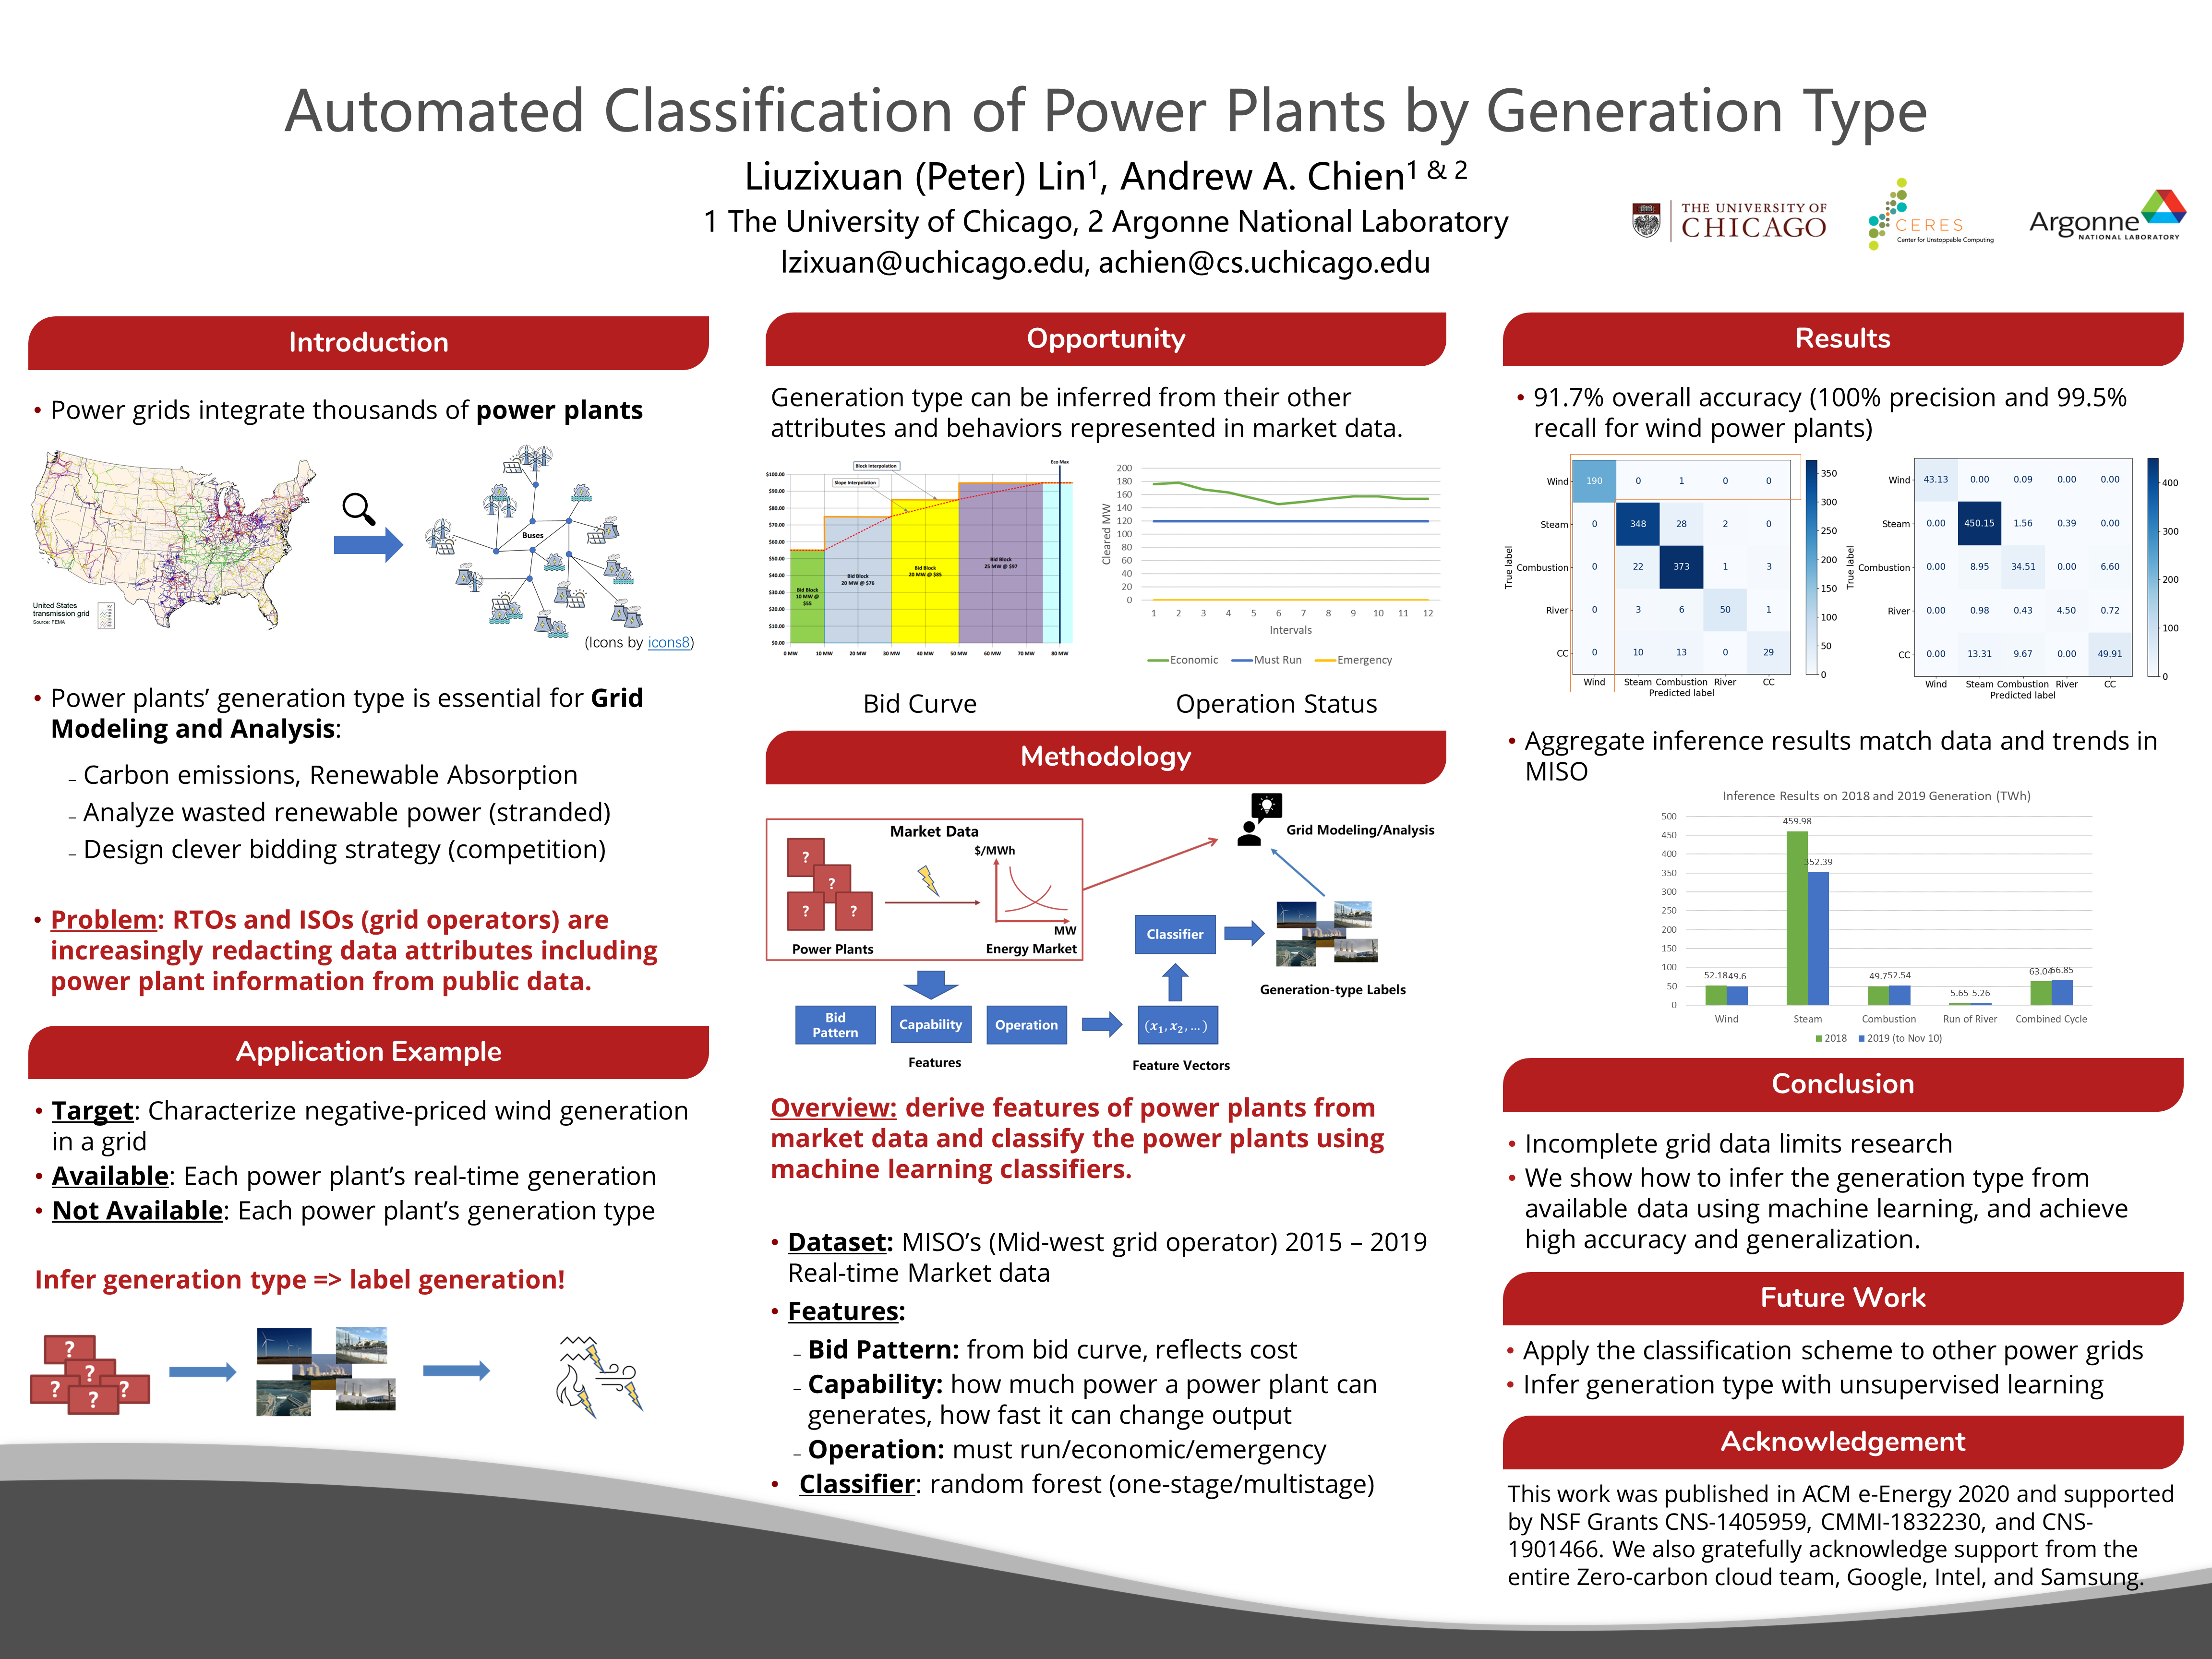 Automated Classification of Power Plants by Generation Type
Liuzixuan (Peter) Lin1, Andrew A. Chien1 & 2
1 The University of Chicago, 2 Argonne National Laboratory
lzixuan@uchicago.edu, achien@cs.uchicago.edu
THE UNIVERSITY OF
CHICAGO
CERES
Center for Unstoppable Computing
Argonne
NATIONAL LABORATORY
Introduction
• Power grids integrate thousands of power plants
United States
transmission grid
Source: FEMA
Buses
(Icons by icons8)
• Power plants’ generation type is essential for Grid
Modeling and Analysis:
– Carbon emissions, Renewable Absorption
– Analyze wasted renewable power (stranded)
– Design clever bidding strategy (competition)
• Problem: RTOs and ISOs (grid operators) are
increasingly redacting data attributes including
power plant information from public data.
Application Example
• Target: Characterize negative-priced wind generation
in a grid
• Available: Each power plant’s real-time generation
• Not Available: Each power plant’s generation type
Infer generation type => label generation!
? ? ? ? ?
Opportunity
Generation type can be inferred from their other
attributes and behaviors represented in market data.
Block Interpolation
Eco Max
Slope Interpolation
$100.00
$90.00
$80.00
$70.00
$60.00
$50.00
$40.00
$30.00
$20.00
$10.00
$0.00
Bid Block
10 MW @
$55
Bid Block
20 MW @ $76
Bid Block
20 MW @ $85
Bid Block
25 MW @ $97
0 MW 10 MW 20 MW 30 MW 40 MW 50 MW 60 MW 70 MW 80 MW
Cleared MW
200
180
160
140
120
100
80
60
40
20
0
1 2 3 4 5 6 7 8 9 10 11 12
Intervals
Economic Must Run Emergency
Bid Curve Operation Status
Methodology
Market Data
$/MWh
? ? ? ?
MW
Power Plants Energy Market
Grid Modeling/Analysis
Classifier
Generation-type Labels
Bid
Pattern
Capability
Operation
(x1, x2, ...)
Features
Feature Vectors
Overview: derive features of power plants from
market data and classify the power plants using
machine learning classifiers.
• Dataset: MISO’s (Mid-west grid operator) 2015 – 2019
Real-time Market data
• Features:
– Bid Pattern: from bid curve, reflects cost
– Capability: how much power a power plant can
generates, how fast it can change output
– Operation: must run/economic/emergency
• Classifier: random forest (one-stage/multistage)
Results
• 91.7% overall accuracy (100% precision and 99.5%
recall for wind power plants)
True label
Wind 190 0 1 0 0
Steam 0 348 28 2 0
Combustion 0 22 373 1 3
River 0 3 6 50 1
CC 0 10 13 0 29
Wind Steam Combustion River CC
Predicted label
350
300
250
200
150
100
50
0
True label
Wind 43.13 0.00 0.09 0.00 0.00
Steam 0.00 450.15 1.56 0.39 0.00
Combustion 0.00 8.95 34.51 0.00 6.60
River 0.00 0.98 0.43 4.50 0.72
CC 0.00 13.31 9.67 0.00 49.91
Wind Steam Combustion River CC
Predicted label
400
300
200
100
0
• Aggregate inference results match data and trends in
MISO
Inference Results on 2018 and 2019 Generation (TWh)
500
450
400
350
300
250
200
150
100
50
0
52.18 49.6
459.98
352.39
49.7 52.54
5.65 5.26
63.04 66.85
Wind Steam Combustion Run of River Combined Cycle
2018 2019 (to Nov 10)
Conclusion
• Incomplete grid data limits research
• We show how to infer the generation type from
available data using machine learning, and achieve
high accuracy and generalization.
Future Work
• Apply the classification scheme to other power grids
• Infer generation type with unsupervised learning
Acknowledgement
This work was published in ACM e-Energy 2020 and supported
by NSF Grants CNS-1405959, CMMI-1832230, and CNS-
1901466. We also gratefully acknowledge support from the
entire Zero-carbon cloud team, Google, Intel, and Samsung.